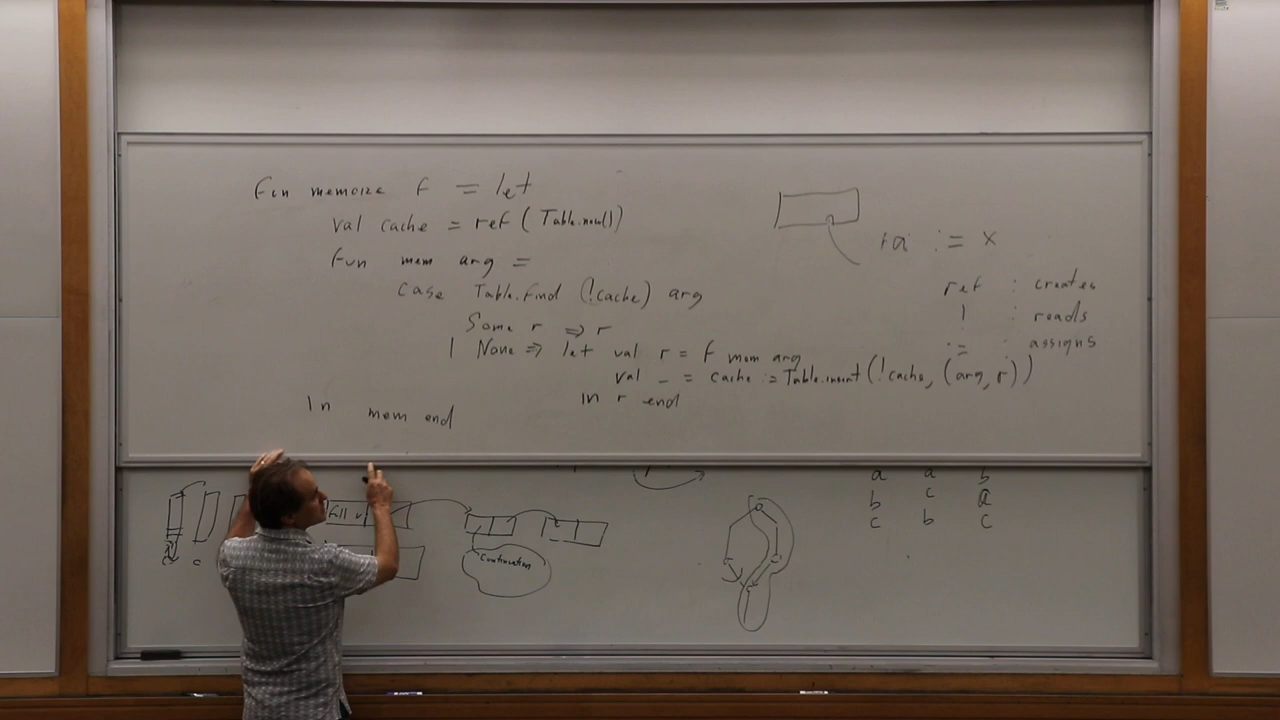 Fun memoize f = let
val cache = ref (Table.new())
Fun mem arg =
case Table.find (!cache) arg
Some r => r
| None => let val r = f mem arg
val _ = cache := Table.insert(!cache, (arg, r))
in r end
In mem end
ra := x
ref : creates
! : reads
:= : assigns
Full
Continuation
a a b
b c a
c b c
c